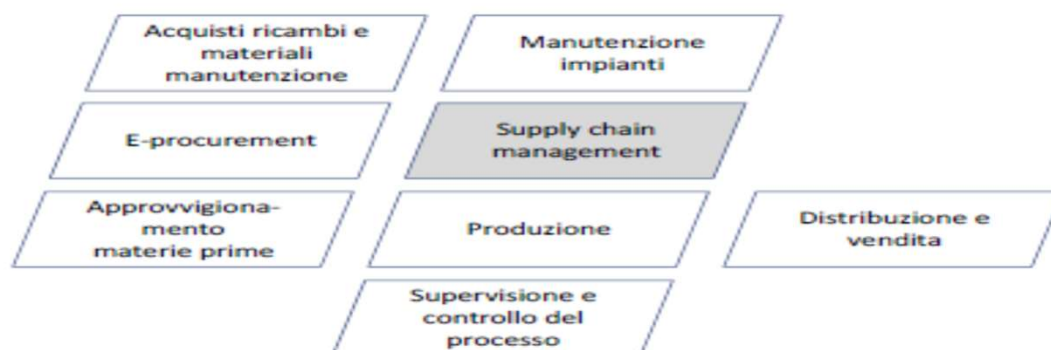 Acquisti ricambi e
materiali
manutenzione
Manutenzione
impianti
E-procurement
Supply chain
management
Approvvigiona-
mento
materie prime
Produzione
Distribuzione e
vendita
Supervisione e
controllo del
processo